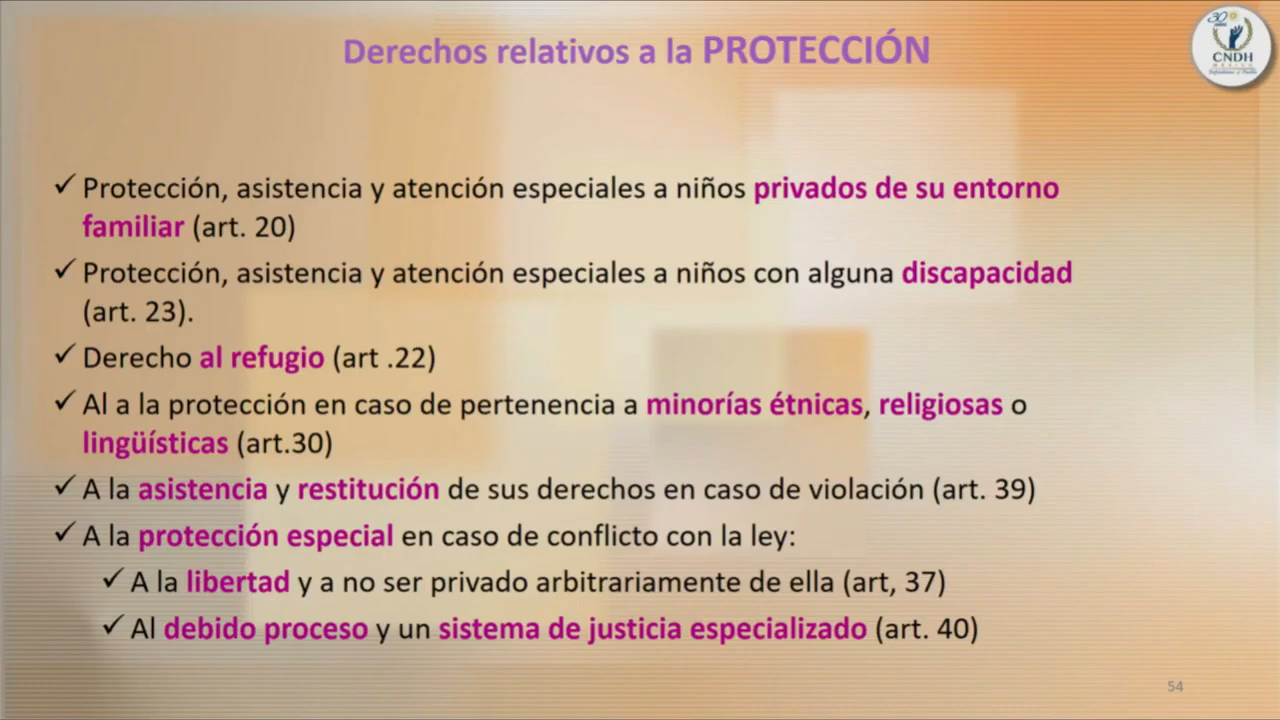 Derechos relativos a la PROTECCIÓN
30
CNDH
MÉXICO
✓ Protección, asistencia y atención especiales a niños privados de su entorno
familiar (art. 20)
✓ Protección, asistencia y atención especiales a niños con alguna discapacidad
(art. 23).
✓ Derecho al refugio (art .22)
✓ Al a la protección en caso de pertenencia a minorías étnicas, religiosas o
lingüísticas (art.30)
✓ A la asistencia y restitución de sus derechos en caso de violación (art. 39)
✓ A la protección especial en caso de conflicto con la ley:
✓ A la libertad y a no ser privado arbitrariamente de ella (art, 37)
✓ Al debido proceso y un sistema de justicia especializado (art. 40)
54